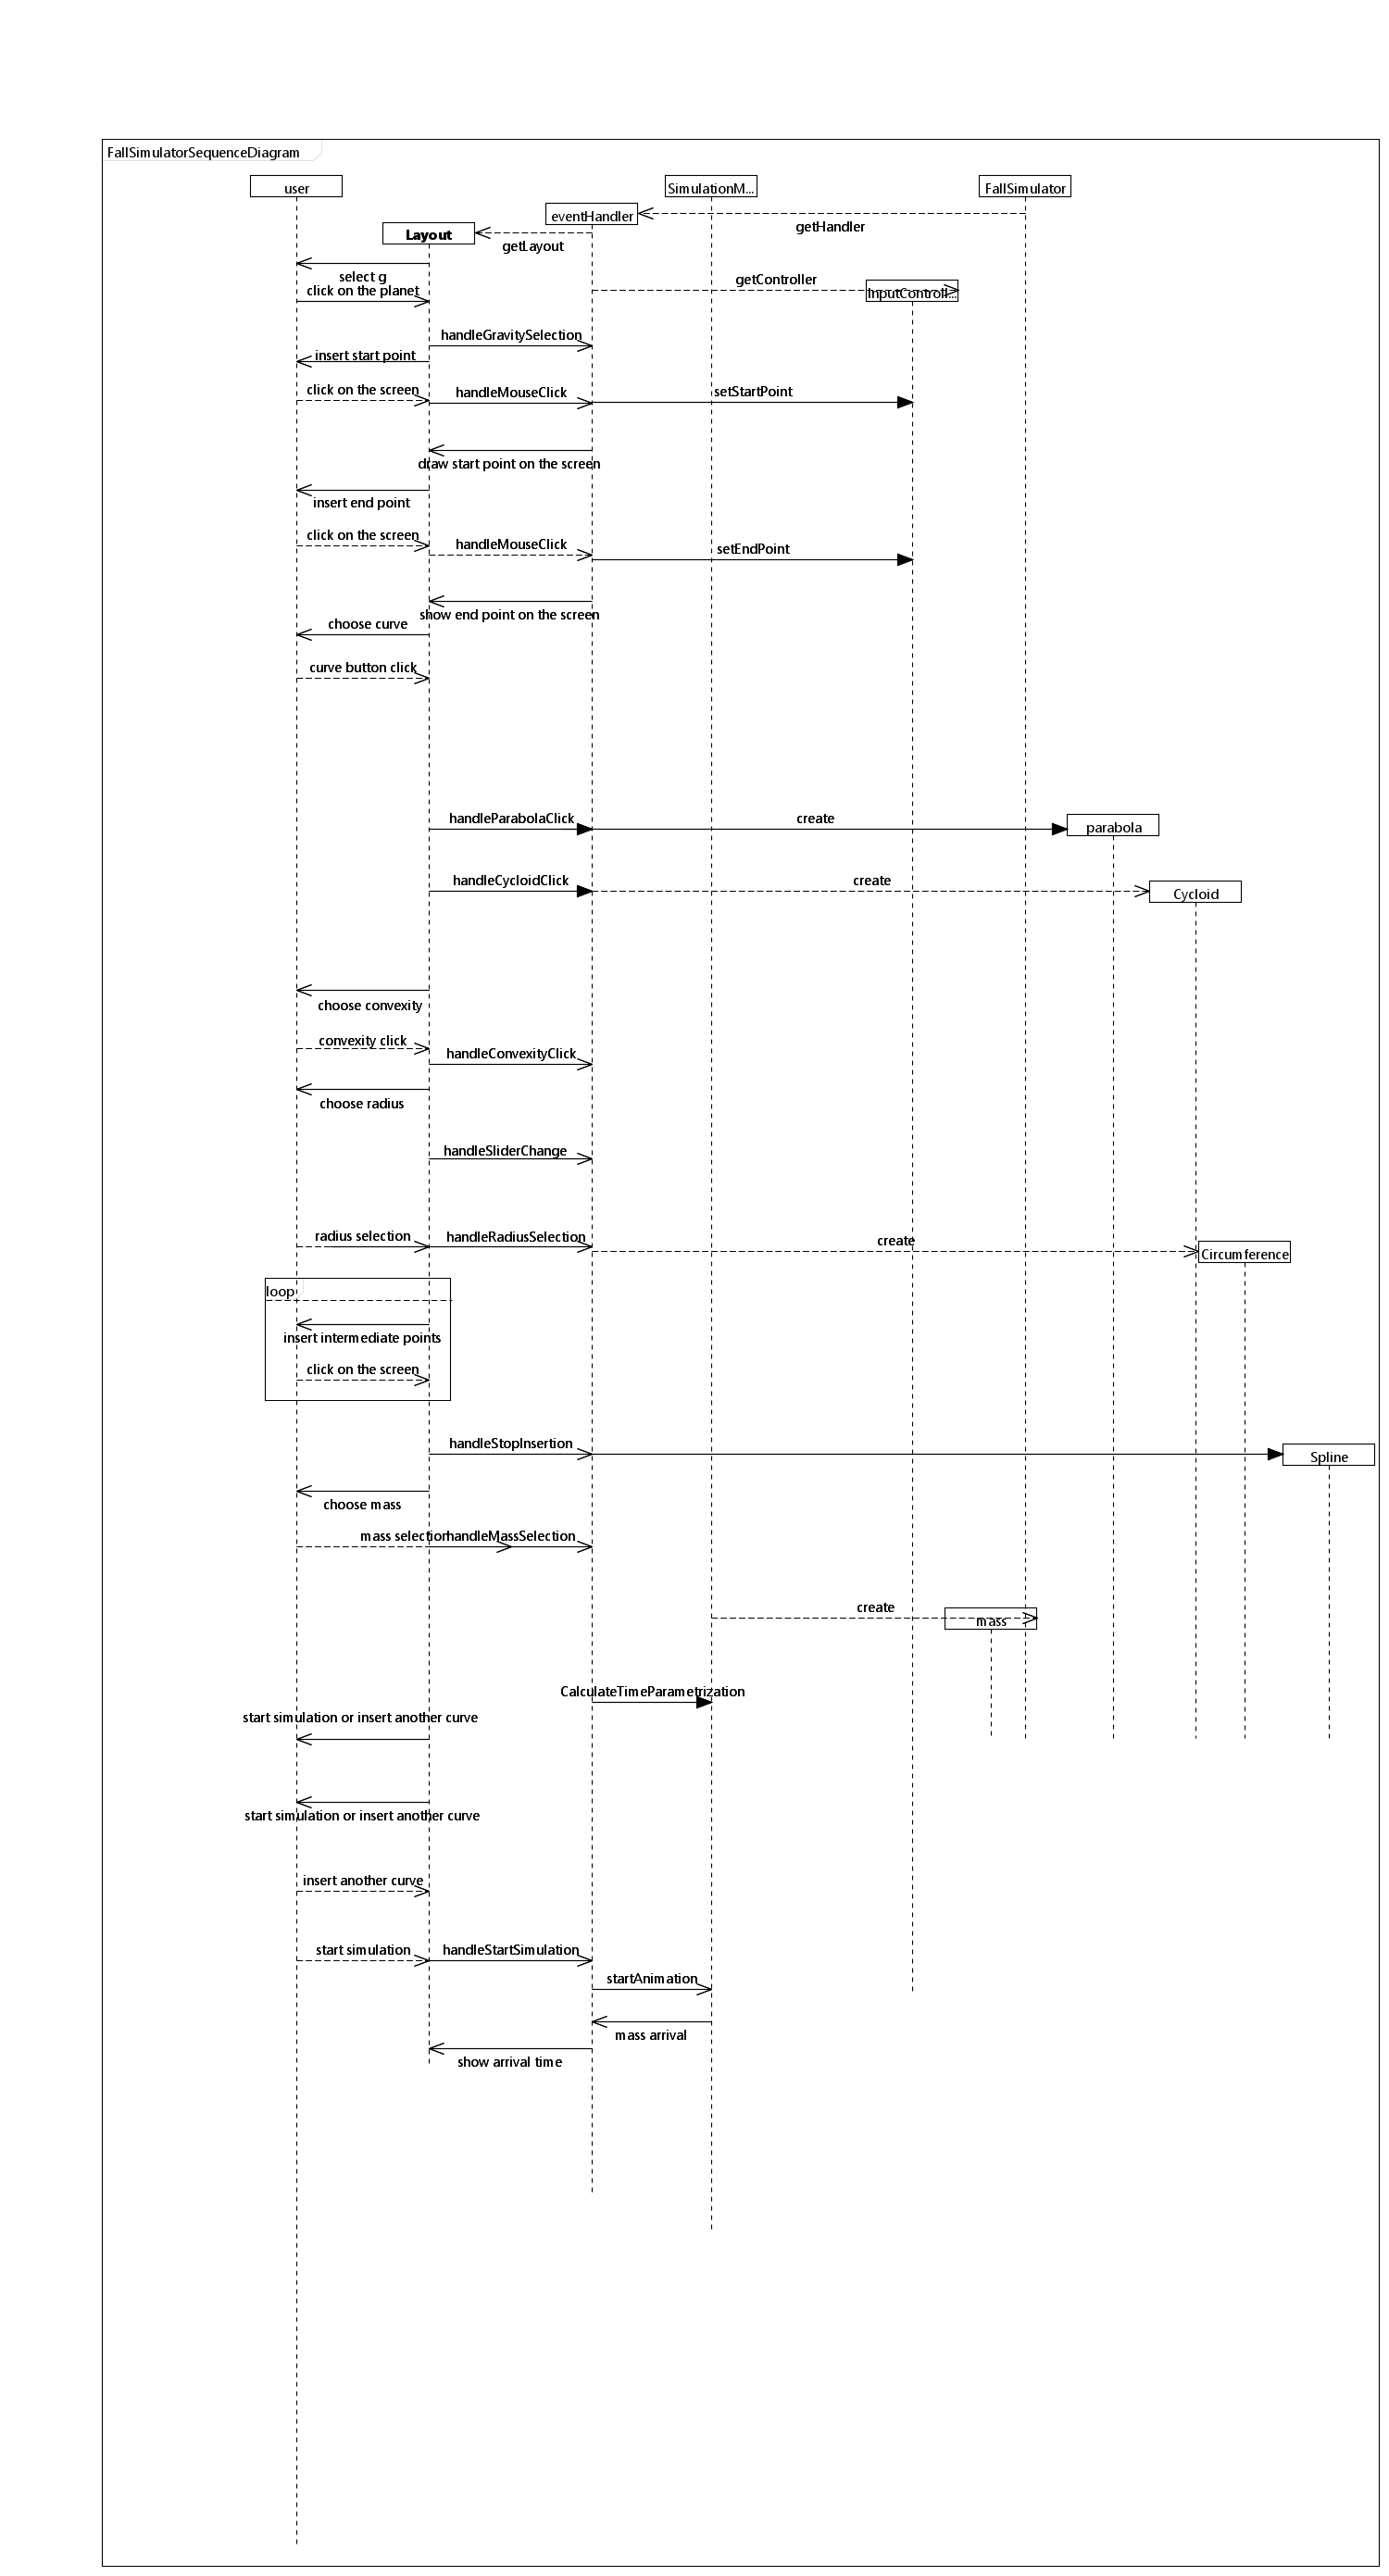 FallSimulatorSequenceDiagram
user
SimulationM...
FallSimulator
eventHandler
getHandler
Layout
getLayout
select g
getController
click on the planet
InputControll...
handleGravitySelection
insert start point
click on the screen
handleMouseClick
setStartPoint
draw start point on the screen
insert end point
click on the screen
handleMouseClick
setEndPoint
show end point on the screen
choose curve
curve button click
handleParabolaClick
create
parabola
handleCycloidClick
create
Cycloid
choose convexity
convexity click
handleConvexityClick
choose radius
handleSliderChange
radius selection
handleRadiusSelection
create
Circumference
loop
insert intermediate points
click on the screen
handleStopInsertion
Spline
choose mass
mass selection
handleMassSelection
create
mass
CalculateTimeParametrization
start simulation or insert another curve
start simulation or insert another curve
insert another curve
start simulation
handleStartSimulation
startAnimation
mass arrival
show arrival time